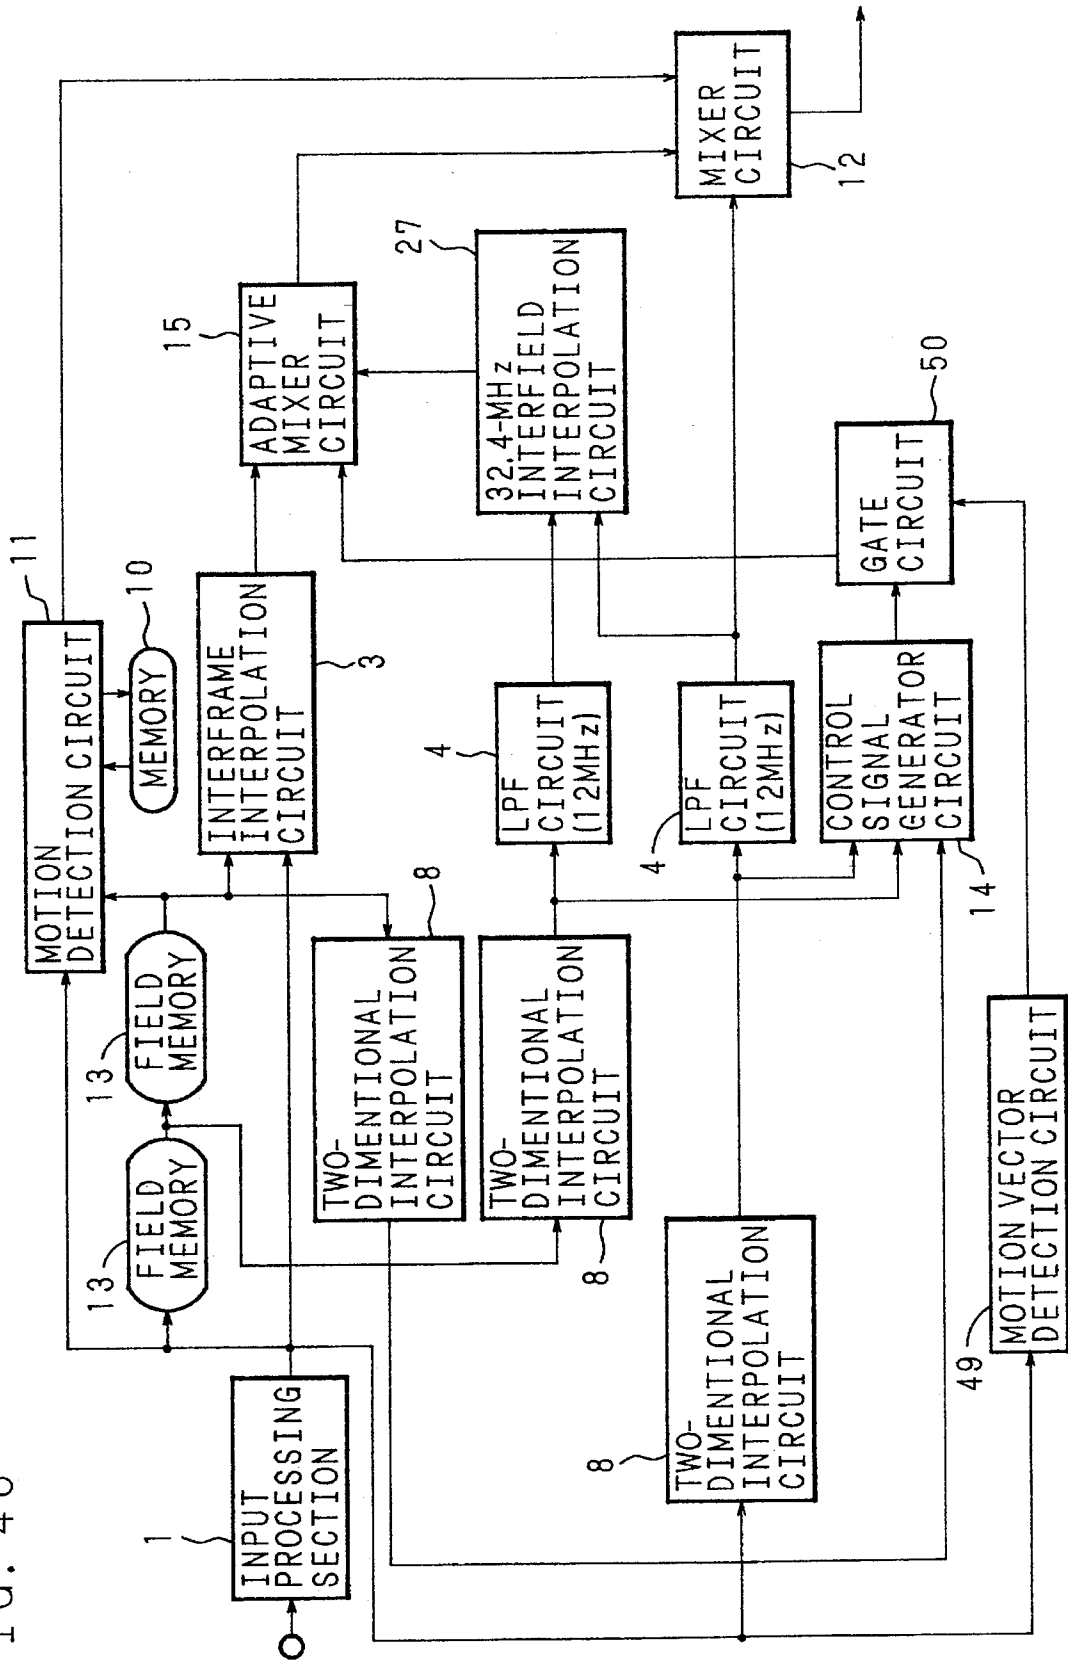 1
INPUT
PROCESSING
SECTION
13
FIELD
MEMORY
13
FIELD
MEMORY
MOTION
DETECTION CIRCUIT
11
MEMORY
10
INTERFRAME
INTERPOLATION
CIRCUIT
3
ADAPTIVE
MIXER
CIRCUIT
15
TWO-
DIMENTIONAL
INTERPOLATION
CIRCUIT
8
TWO-
DIMENTIONAL
INTERPOLATION
CIRCUIT
8
LPF
CIRCUIT
(12MHz)
4
32.4-MHz
INTERFIELD
INTERPOLATION
CIRCUIT
27
MIXER
CIRCUIT
12
TWO-
DIMENTIONAL
INTERPOLATION
CIRCUIT
8
LPF
CIRCUIT
(12MHz)
4
CONTROL
SIGNAL
GENERATOR
CIRCUIT
14
GATE
CIRCUIT
50
MOTION VECTOR
DETECTION CIRCUIT
49